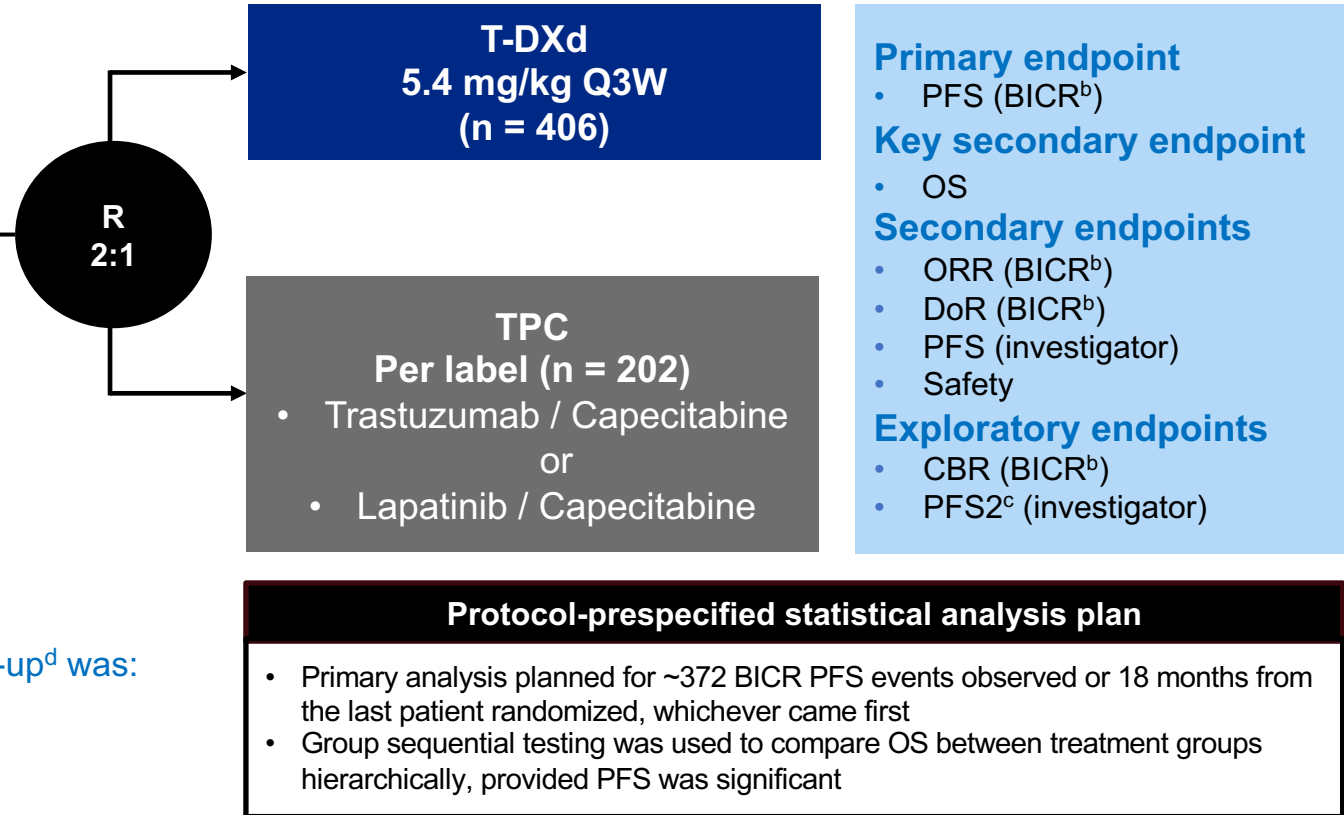 T-DXd
5.4 mg/kg Q3W
(n = 406)
R
2:1
TPC
Per label (n = 202)
• Trastuzumab / Capecitabine
or
• Lapatinib / Capecitabine
Primary endpoint
• PFS (BICRᵇ)
Key secondary endpoint
• OS
Secondary endpoints
• ORR (BICRᵇ)
• DoR (BICRᵇ)
• PFS (investigator)
• Safety
Exploratory endpoints
• CBR (BICRᵇ)
• PFS2ᶜ (investigator)
-upᵈ was:
Protocol-prespecified statistical analysis plan
• Primary analysis planned for ~372 BICR PFS events observed or 18 months from
the last patient randomized, whichever came first
• Group sequential testing was used to compare OS between treatment groups
hierarchically, provided PFS was significant